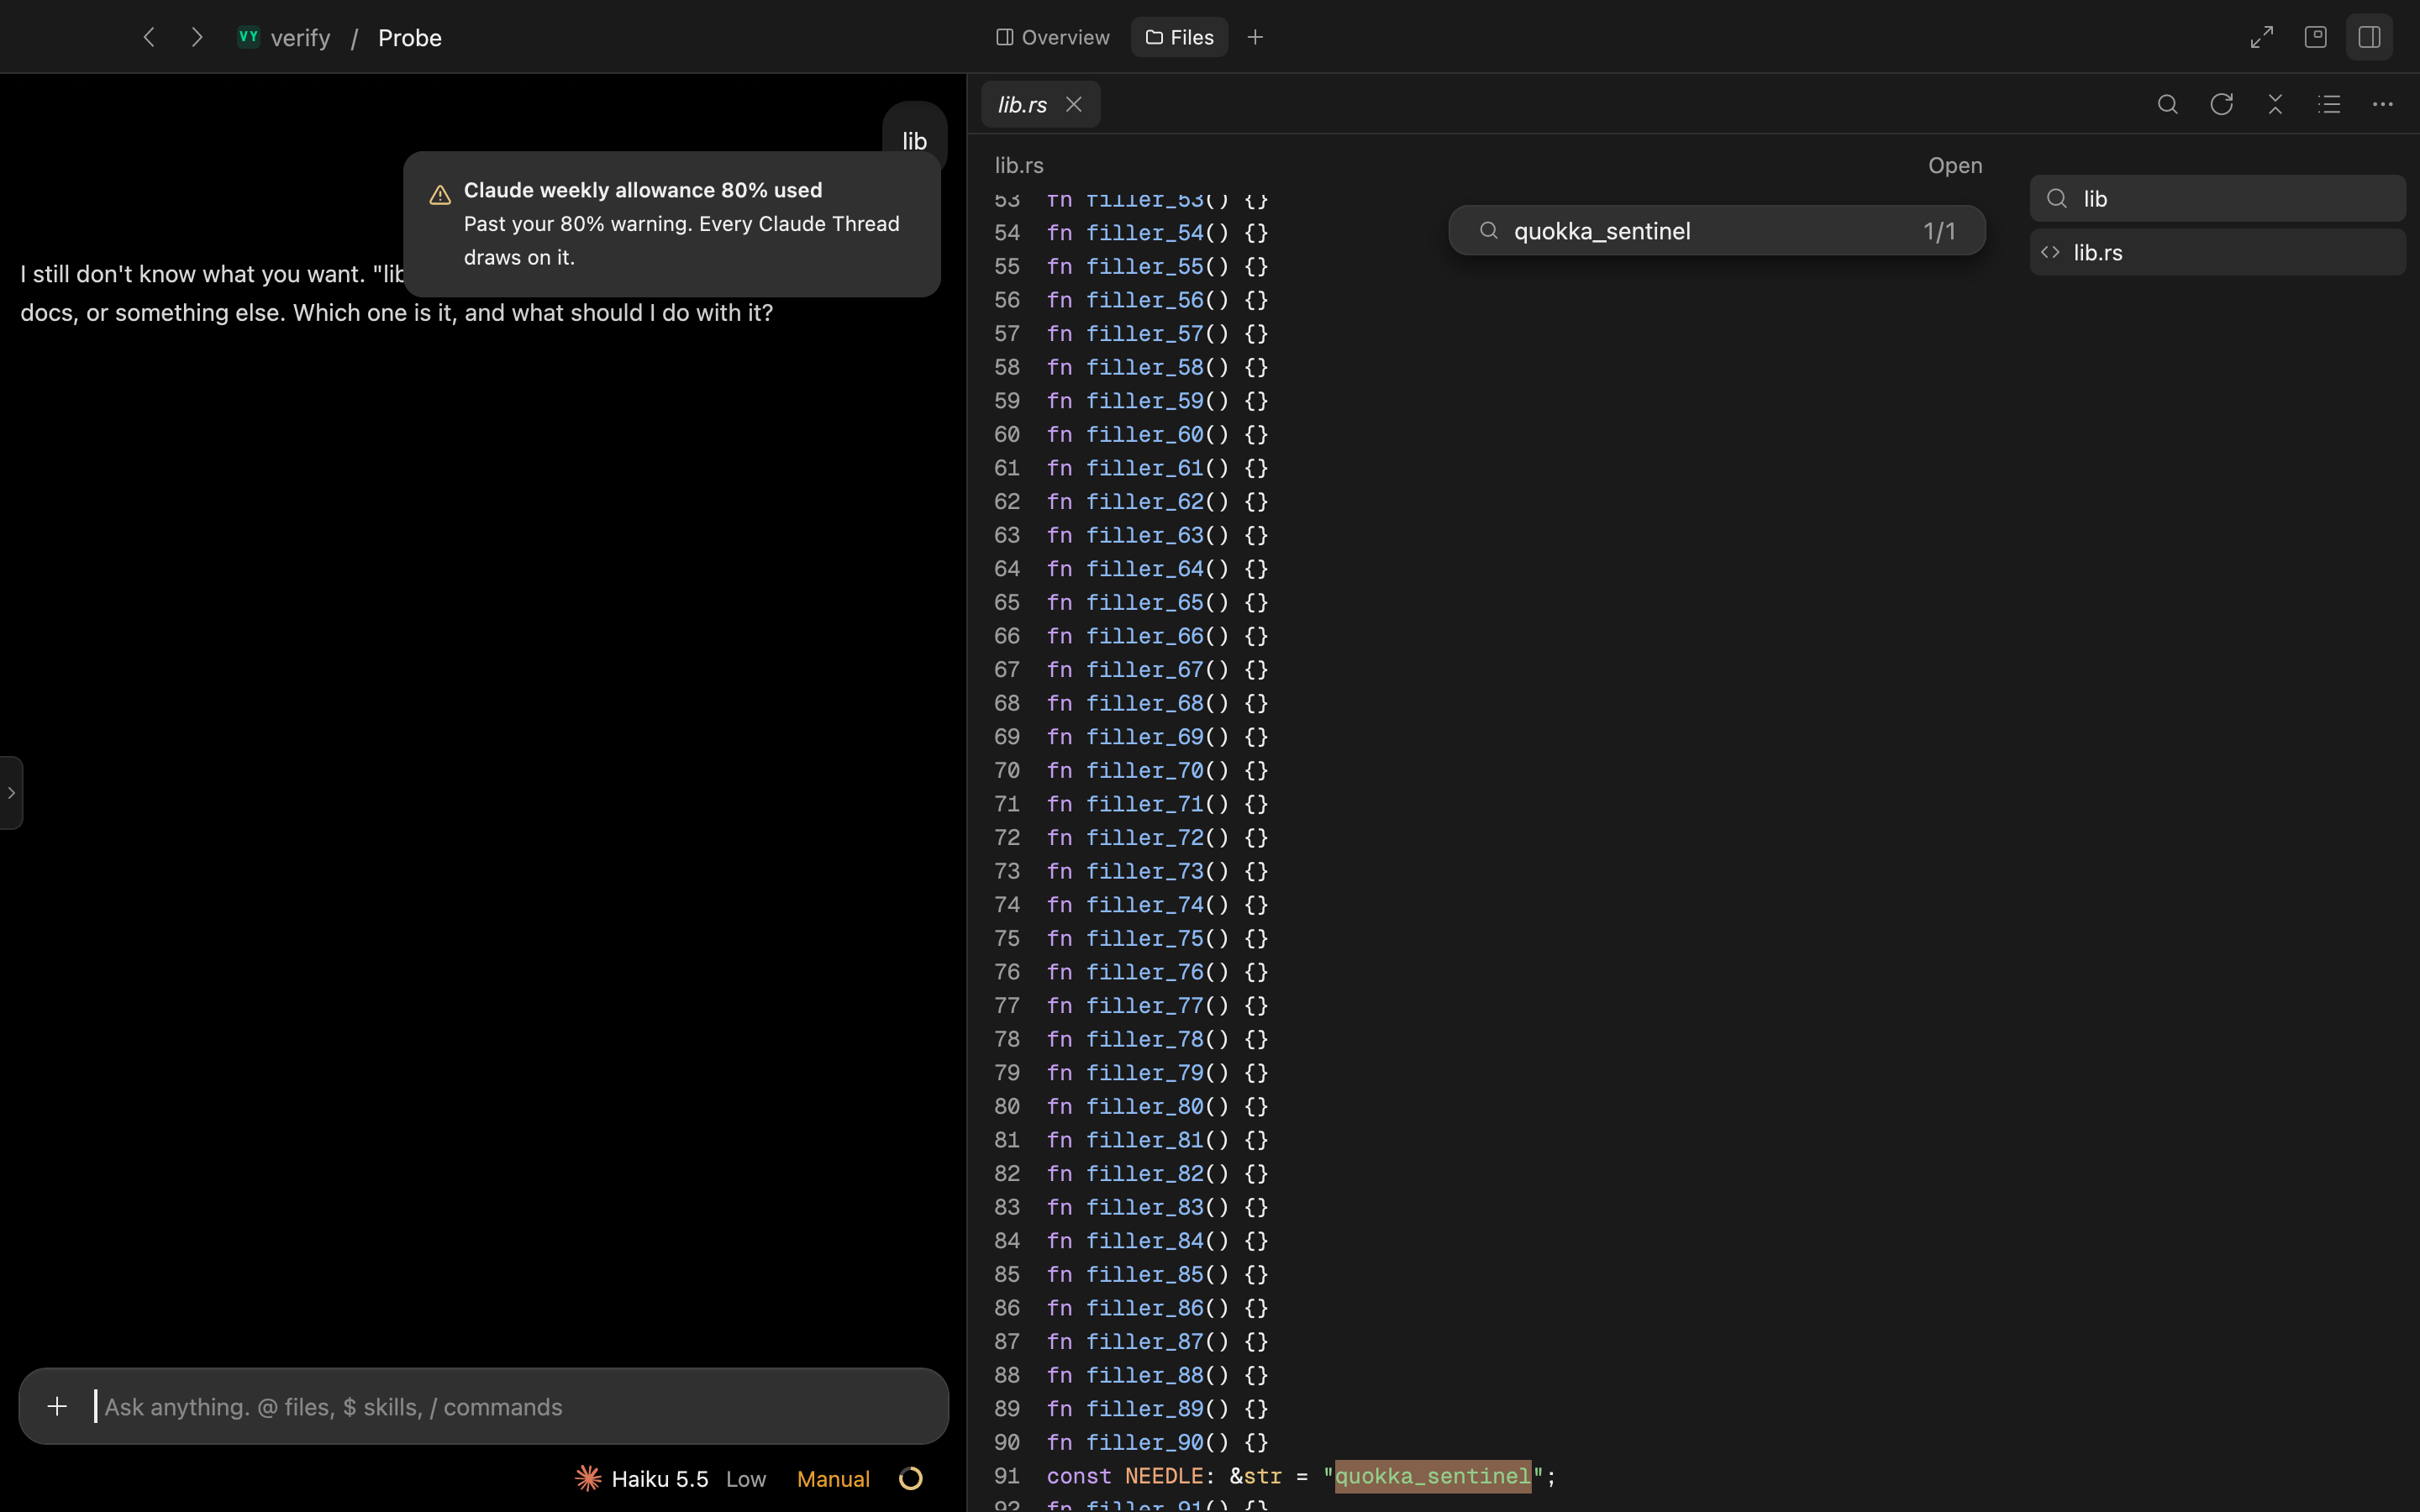 VY verify / Probe
Overview Files
lib
Claude weekly allowance 80% used
Past your 80% warning. Every Claude Thread
draws on it.
I still don't know what you want. "lib
docs, or something else. Which one is it, and what should I do with it?
Ask anything. @ files, $ skills, / commands
Haiku 5.5 Low Manual
lib.rs
lib.rs Open
quokka_sentinel 1/1
lib
lib.rs
53 fn filler_53() {}
54 fn filler_54() {}
55 fn filler_55() {}
56 fn filler_56() {}
57 fn filler_57() {}
58 fn filler_58() {}
59 fn filler_59() {}
60 fn filler_60() {}
61 fn filler_61() {}
62 fn filler_62() {}
63 fn filler_63() {}
64 fn filler_64() {}
65 fn filler_65() {}
66 fn filler_66() {}
67 fn filler_67() {}
68 fn filler_68() {}
69 fn filler_69() {}
70 fn filler_70() {}
71 fn filler_71() {}
72 fn filler_72() {}
73 fn filler_73() {}
74 fn filler_74() {}
75 fn filler_75() {}
76 fn filler_76() {}
77 fn filler_77() {}
78 fn filler_78() {}
79 fn filler_79() {}
80 fn filler_80() {}
81 fn filler_81() {}
82 fn filler_82() {}
83 fn filler_83() {}
84 fn filler_84() {}
85 fn filler_85() {}
86 fn filler_86() {}
87 fn filler_87() {}
88 fn filler_88() {}
89 fn filler_89() {}
90 fn filler_90() {}
91 const NEEDLE: &str = "quokka_sentinel";
92 fn filler_91() {}